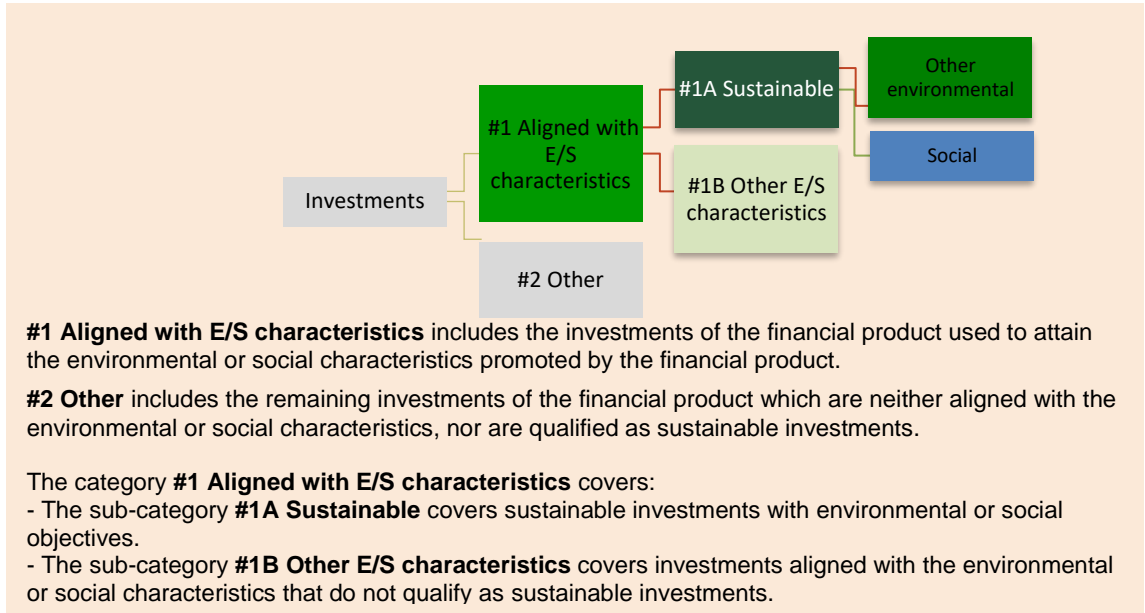 Investments
#1 Aligned with
E/S
characteristics
#2 Other
#1A Sustainable
#1B Other E/S
characteristics
Other
environmental
Social
#1 Aligned with E/S characteristics includes the investments of the financial product used to attain
the environmental or social characteristics promoted by the financial product.
#2 Other includes the remaining investments of the financial product which are neither aligned with the
environmental or social characteristics, nor are qualified as sustainable investments.
The category #1 Aligned with E/S characteristics covers:
- The sub-category #1A Sustainable covers sustainable investments with environmental or social
objectives.
- The sub-category #1B Other E/S characteristics covers investments aligned with the environmental
or social characteristics that do not qualify as sustainable investments.